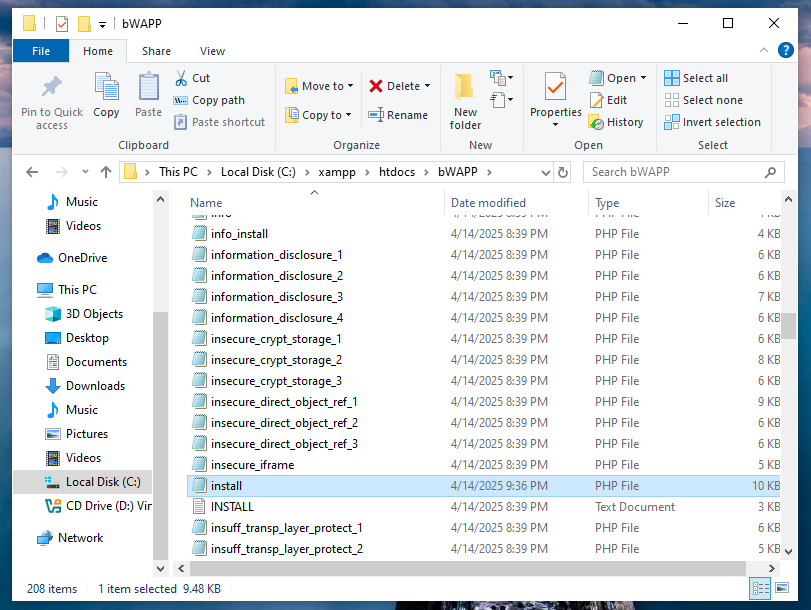 bWAPP
File Home Share View
Pin to Quick access
Copy
Paste
Cut
Copy path
Paste shortcut
Clipboard
Move to
Copy to
Delete
Rename
Organize
New folder
New
Properties
Open
Edit
History
Open
Select all
Select none
Invert selection
Select
This PC > Local Disk (C:) > xampp > htdocs > bWAPP >
Search bWAPP
Music
Videos
OneDrive
This PC
3D Objects
Desktop
Documents
Downloads
Music
Pictures
Videos
Local Disk (C:)
CD Drive (D:) Vir
Network
Name Date modified Type Size
info_install 4/14/2025 8:39 PM PHP File 4 KB
information_disclosure_1 4/14/2025 8:39 PM PHP File 6 KB
information_disclosure_2 4/14/2025 8:39 PM PHP File 6 KB
information_disclosure_3 4/14/2025 8:39 PM PHP File 7 KB
information_disclosure_4 4/14/2025 8:39 PM PHP File 6 KB
insecure_crypt_storage_1 4/14/2025 8:39 PM PHP File 6 KB
insecure_crypt_storage_2 4/14/2025 8:39 PM PHP File 8 KB
insecure_crypt_storage_3 4/14/2025 8:39 PM PHP File 6 KB
insecure_direct_object_ref_1 4/14/2025 8:39 PM PHP File 9 KB
insecure_direct_object_ref_2 4/14/2025 8:39 PM PHP File 6 KB
insecure_direct_object_ref_3 4/14/2025 8:39 PM PHP File 6 KB
insecure_iframe 4/14/2025 8:39 PM PHP File 5 KB
install 4/14/2025 9:36 PM PHP File 10 KB
INSTALL 4/14/2025 8:39 PM Text Document 3 KB
insuff_transp_layer_protect_1 4/14/2025 8:39 PM PHP File 6 KB
insuff_transp_layer_protect_2 4/14/2025 8:39 PM PHP File 5 KB
208 items 1 item selected 9.48 KB